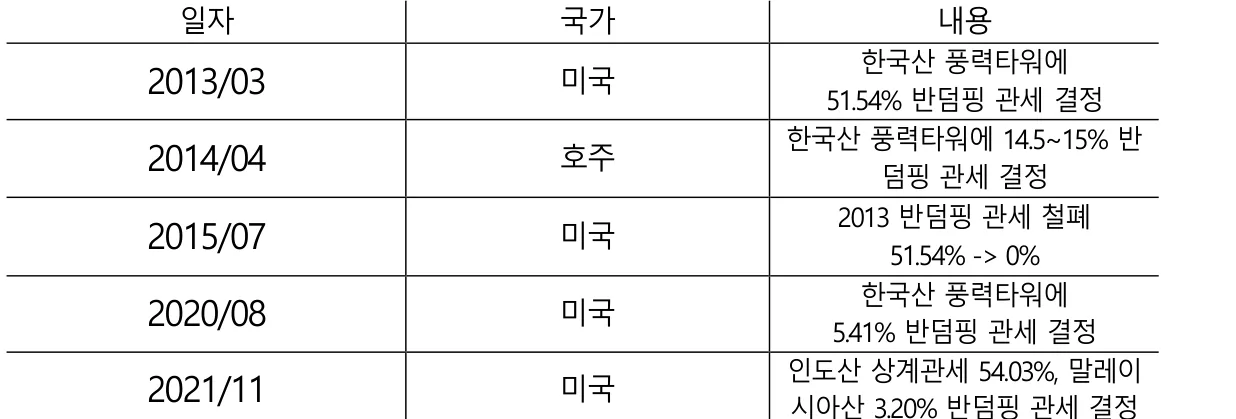 일자 국가 내용
2013/03 미국 한국산 풍력타워에
51.54% 반덤핑 관세 결정
2014/04 호주 한국산 풍력타워에 14.5~15% 반
덤핑 관세 결정
2015/07 미국 2013 반덤핑 관세 철폐
51.54% -> 0%
2020/08 미국 한국산 풍력타워에
5.41% 반덤핑 관세 결정
2021/11 미국 인도산 상계관세 54.03%, 말레이
시아산 3.20% 반덤핑 관세 결정